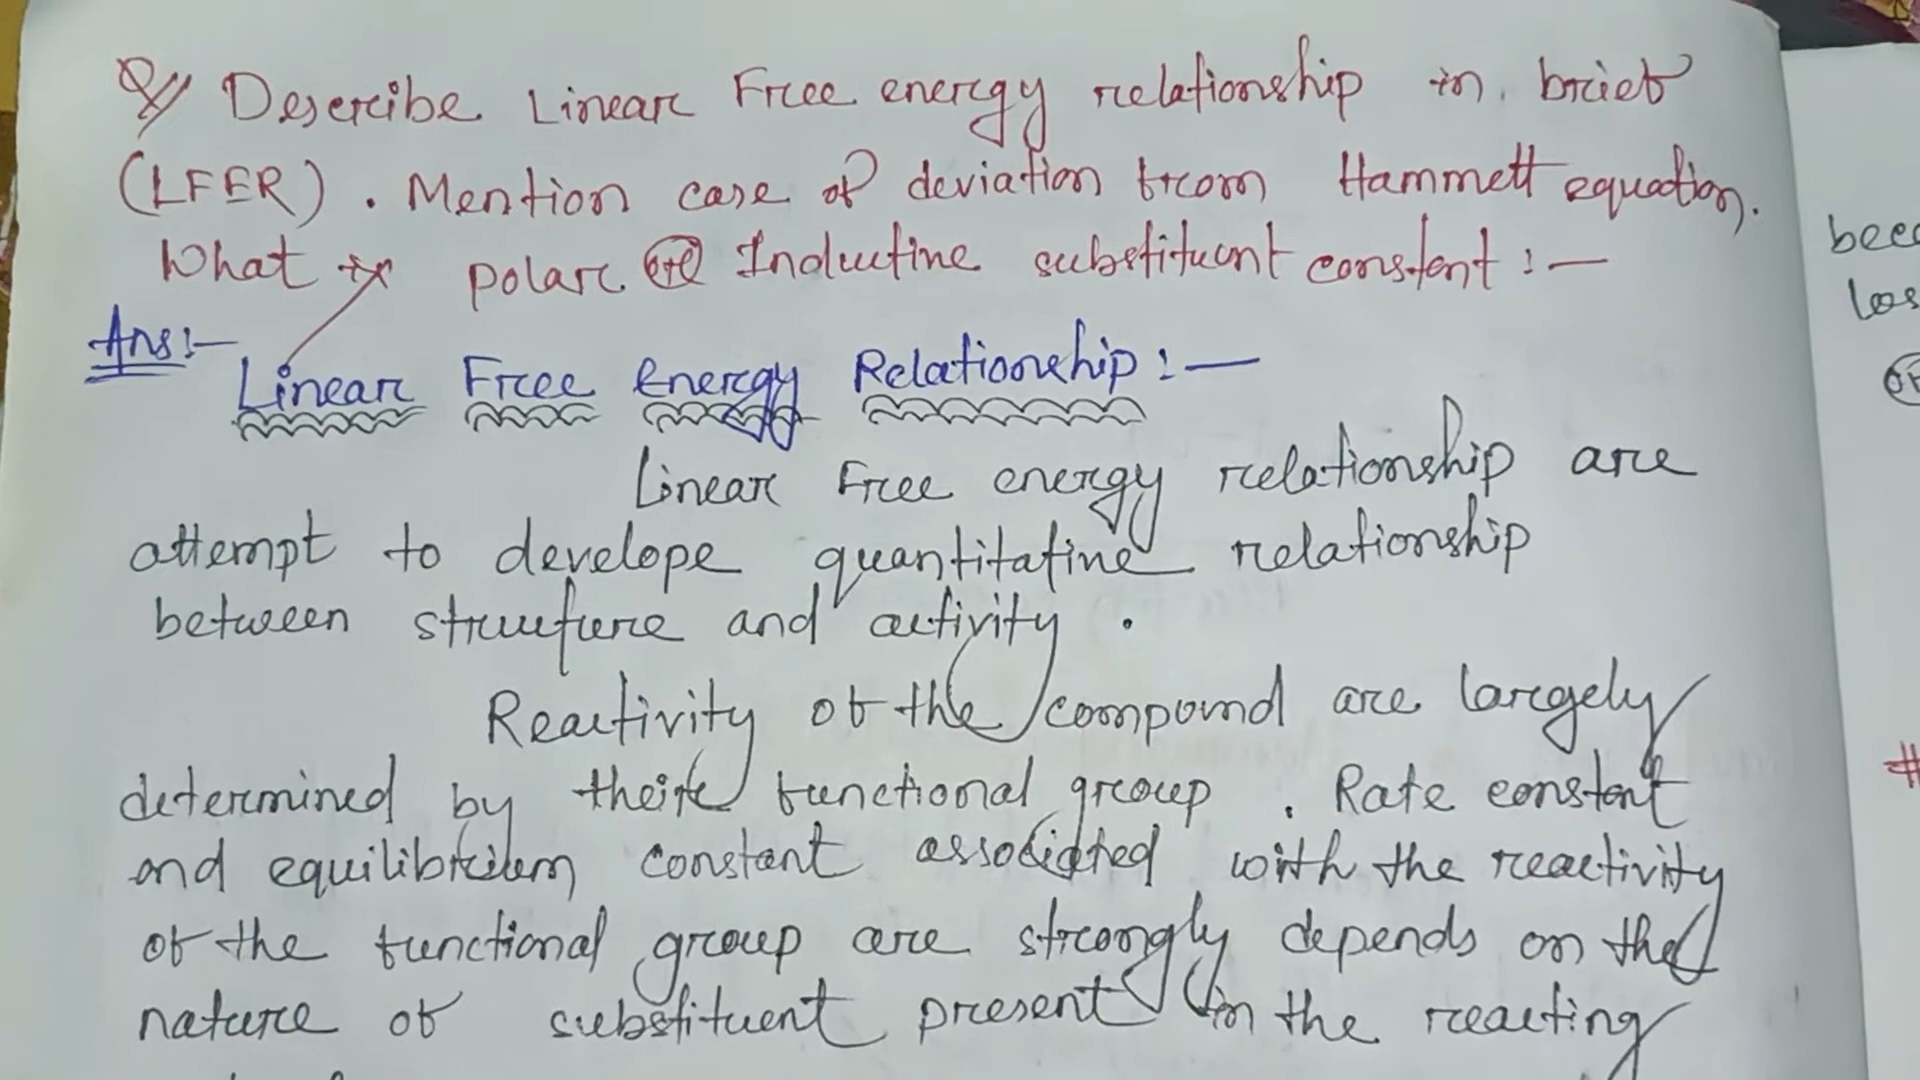 Q// Describe Linear Free energy relationship in brief
(LFER). Mention case of deviation from Hammett equation.
What is polar or Inductive substituent constant :-
Ans:-
Linear Free Energy Relationship :-
Linear Free energy relationship are
attempt to develope quantitative relationship
between structure and activity .
Reactivity of the compound are largely
determined by their functional group . Rate constant
and equilibrium constant associated with the reactivity
of the functional group are strongly depends on the
nature of substituent present in the reacting
los
or
#